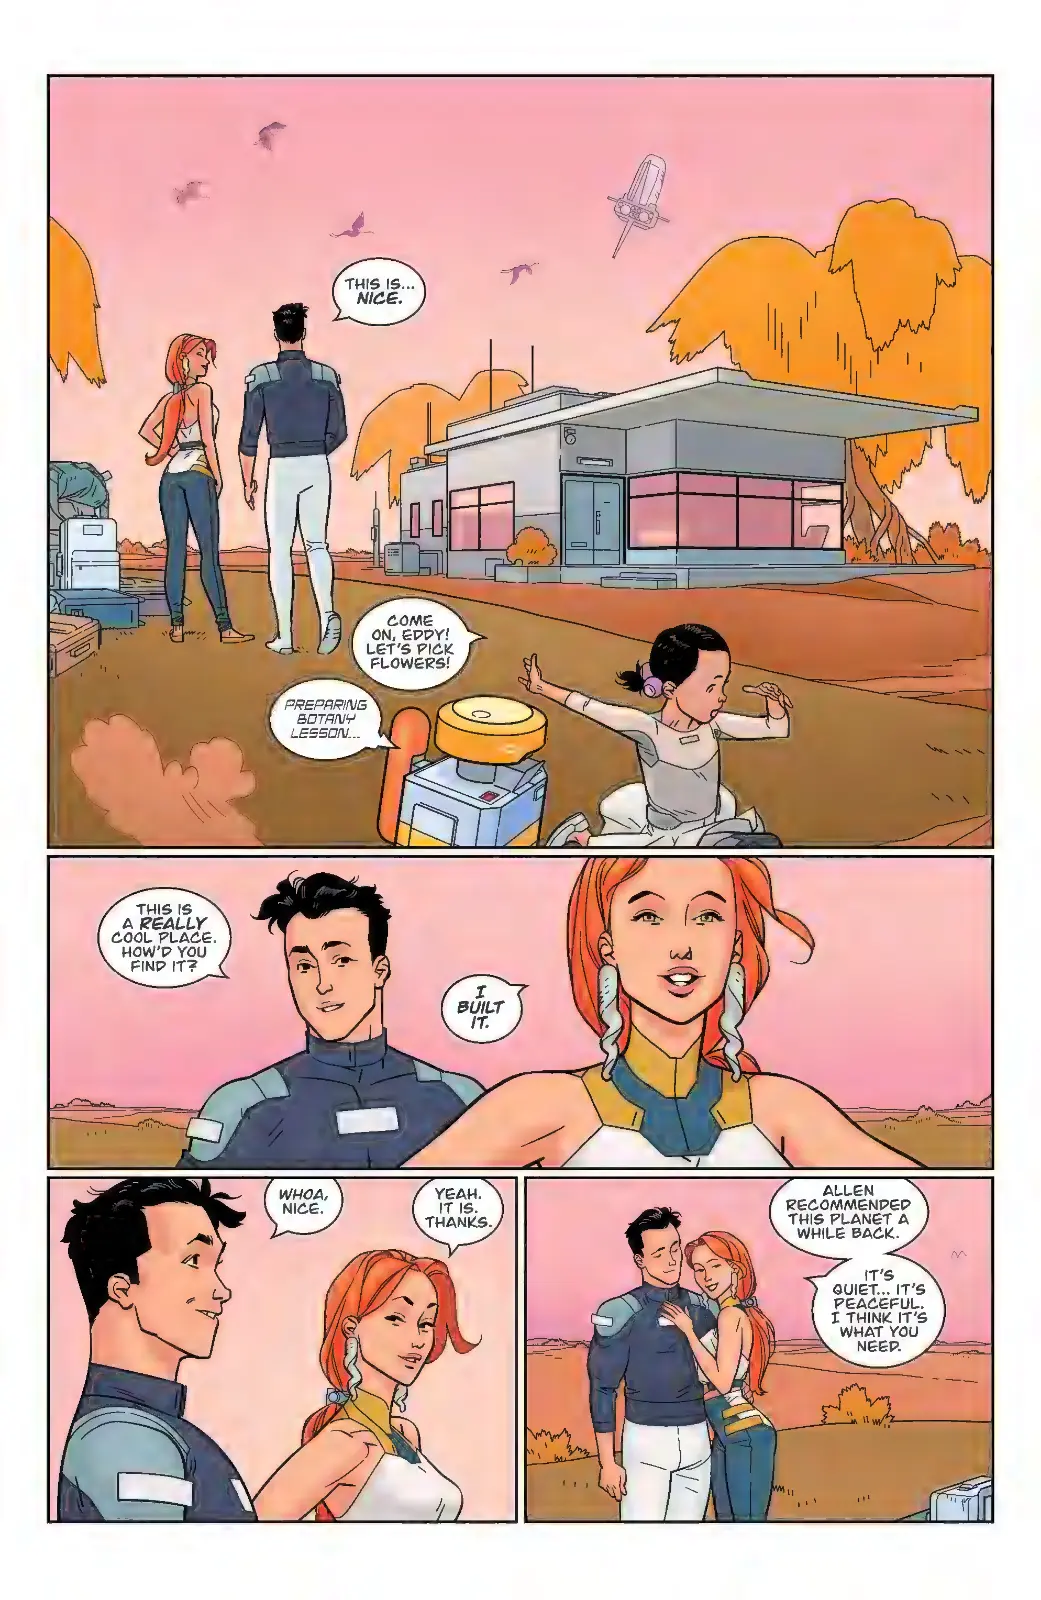 THIS IS...
NICE.
COME
ON, EDDY!
LET'S PICK
FLOWERS!
PREPARING
BOTANY
LESSON...
THIS IS
A REALLY
COOL PLACE.
HOW'D YOU
FIND IT?
I
BUILT
IT.
WHOA,
NICE.
YEAH.
IT IS.
THANKS.
ALLEN
RECOMMENDED
THIS PLANET A
WHILE BACK.
IT'S
QUIET... IT'S
PEACEFUL.
I THINK IT'S
WHAT YOU
NEED.